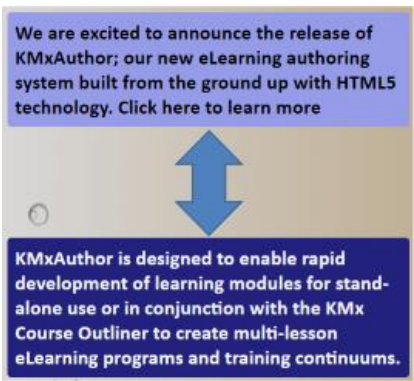 We are excited to announce the release of
KMxAuthor; our new eLearning authoring
system built from the ground up with HTML5
technology. Click here to learn more
KMxAuthor is designed to enable rapid
development of learning modules for stand-
alone use or in conjunction with the KMx
Course Outliner to create multi-lesson
eLearning programs and training continuums.